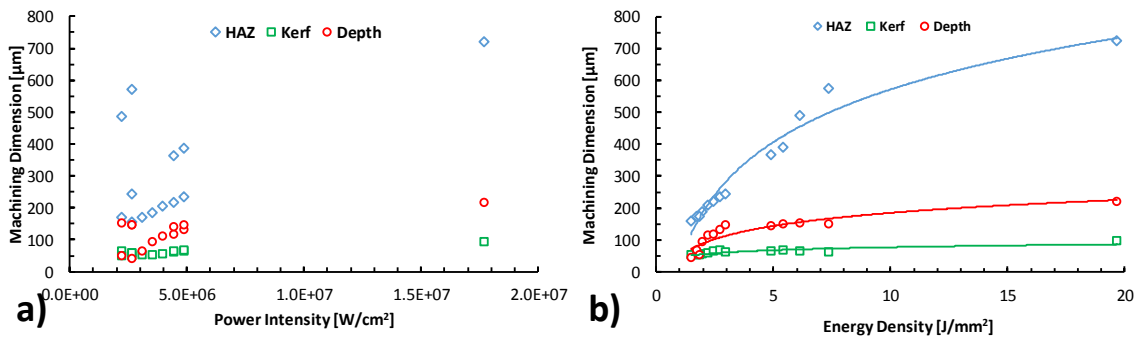 HAZ Kerf Depth
Machining Dimension [µm]
800
700
600
500
400
300
200
100
0
0.0E+00 5.0E+06 1.0E+07 1.5E+07 2.0E+07
Power Intensity [W/cm²]
a)
HAZ Kerf Depth
Machining Dimension [µm]
800
700
600
500
400
300
200
100
0
0 5 10 15 20
Energy Density [J/mm²]
b)